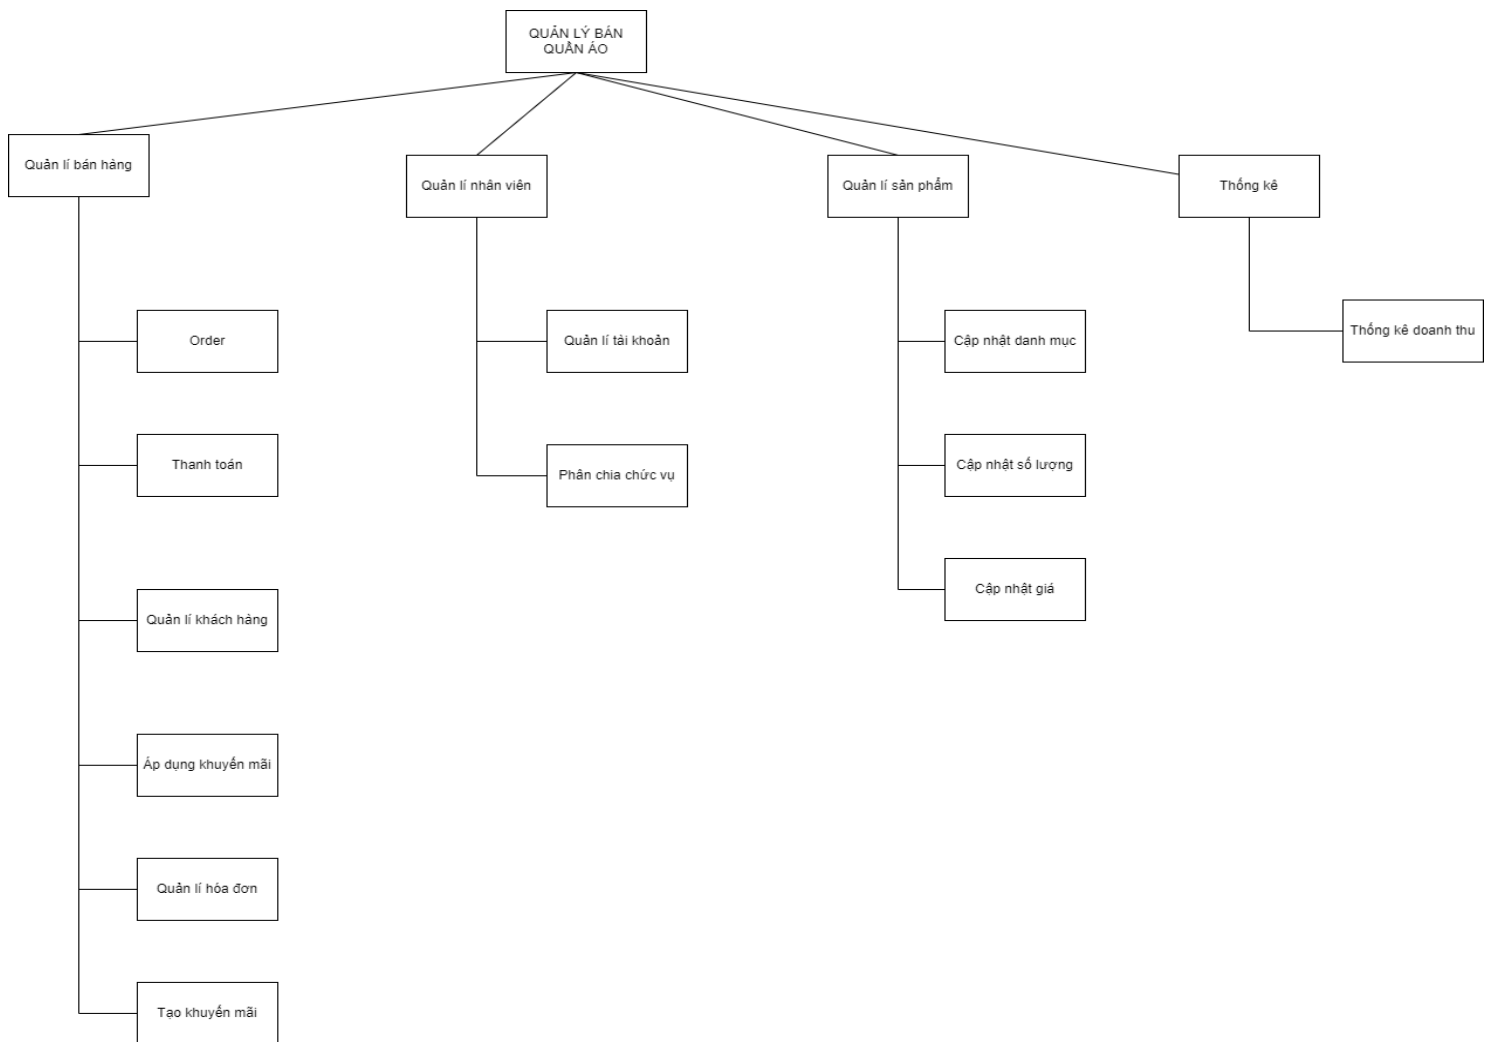 QUẢN LÝ BÁN
QUẦN ÁO
Quản lí bán hàng
Quản lí nhân viên
Quản lí sản phẩm
Thống kê
Order
Quản lí tài khoản
Cập nhật danh mục
Thống kê doanh thu
Thanh toán
Phân chia chức vụ
Cập nhật số lượng
Quản lí khách hàng
Cập nhật giá
Áp dụng khuyến mãi
Quản lí hóa đơn
Tạo khuyến mãi